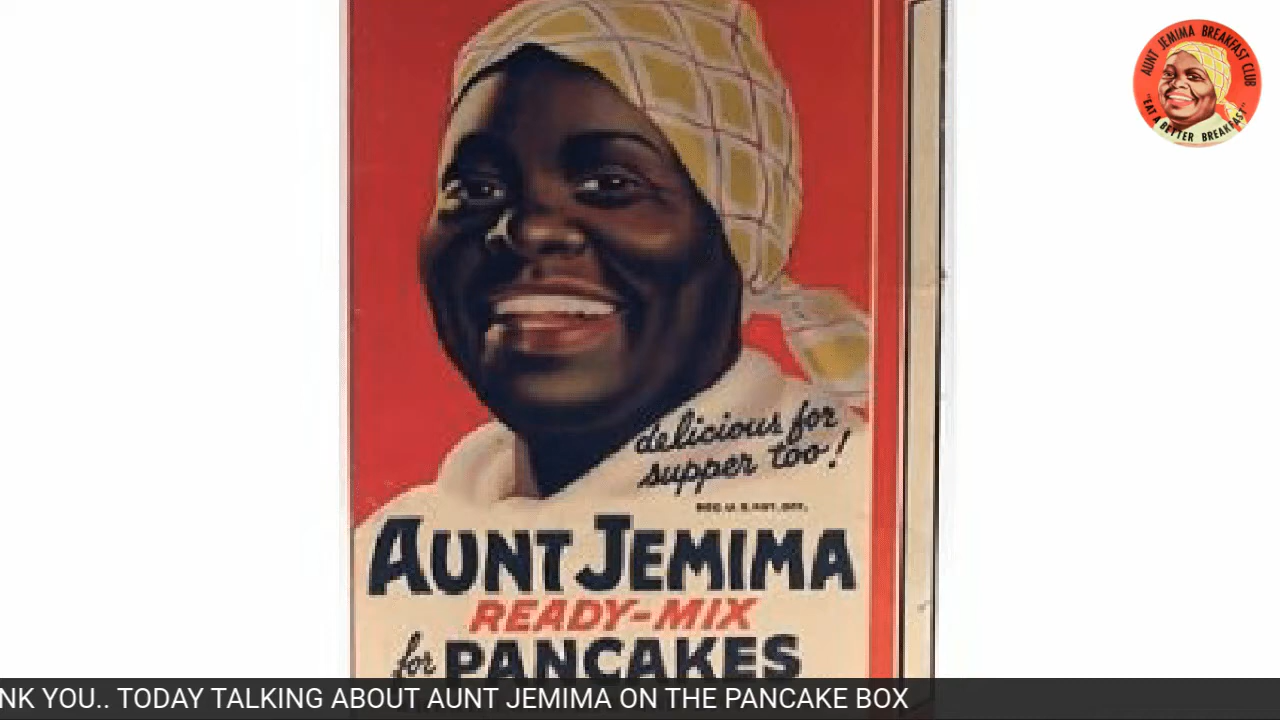 AUNT JEMIMA BREAKFAST CLUB
"EAT A BETTER BREAKFAST"
delicious for
supper too!
REG. U. S. PAT. OFF.
AUNT JEMIMA
READY-MIX
for PANCAKES
NK YOU.. TODAY TALKING ABOUT AUNT JEMIMA ON THE PANCAKE BOX